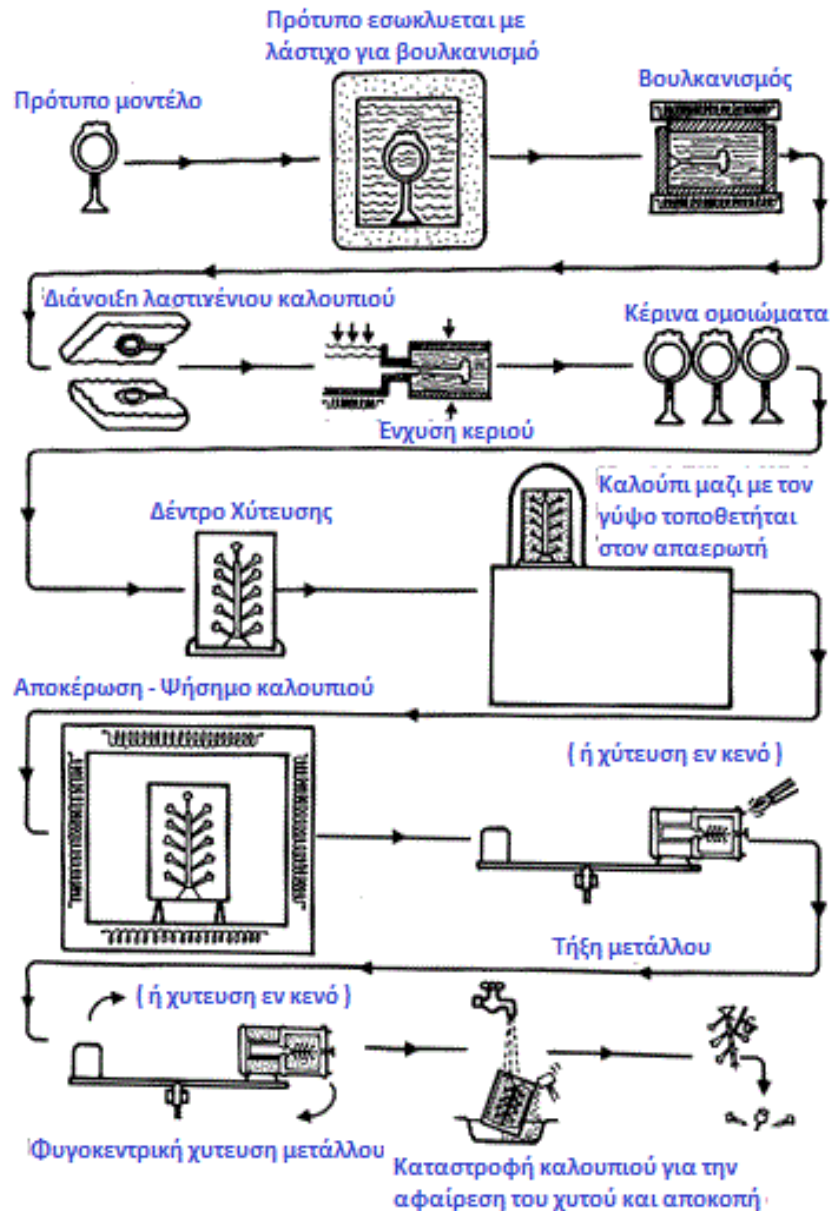 Πρότυπο εσωκλυεται με
λάστιχο για βουλκανισμό
Πρότυπο μοντέλο
Βουλκανισμός
Διάνοιξη λαστιχένιου καλουπιού
Κέρινα ομοιώματα
Ένχυση κεριού
Δέντρο Χύτευσης
Καλούπι μαζι με τον
γύψο τοποθετήται
στον απαερωτή
Αποκέρωση - Ψήσημο καλουπιού
( ή χύτευση εν κενό )
Τήξη μετάλλου
( ή χυτευση εν κενό )
Φυγοκεντρική χυτευση μετάλλου
Καταστροφή καλουπιού για την
αφαίρεση του χυτού και αποκοπή